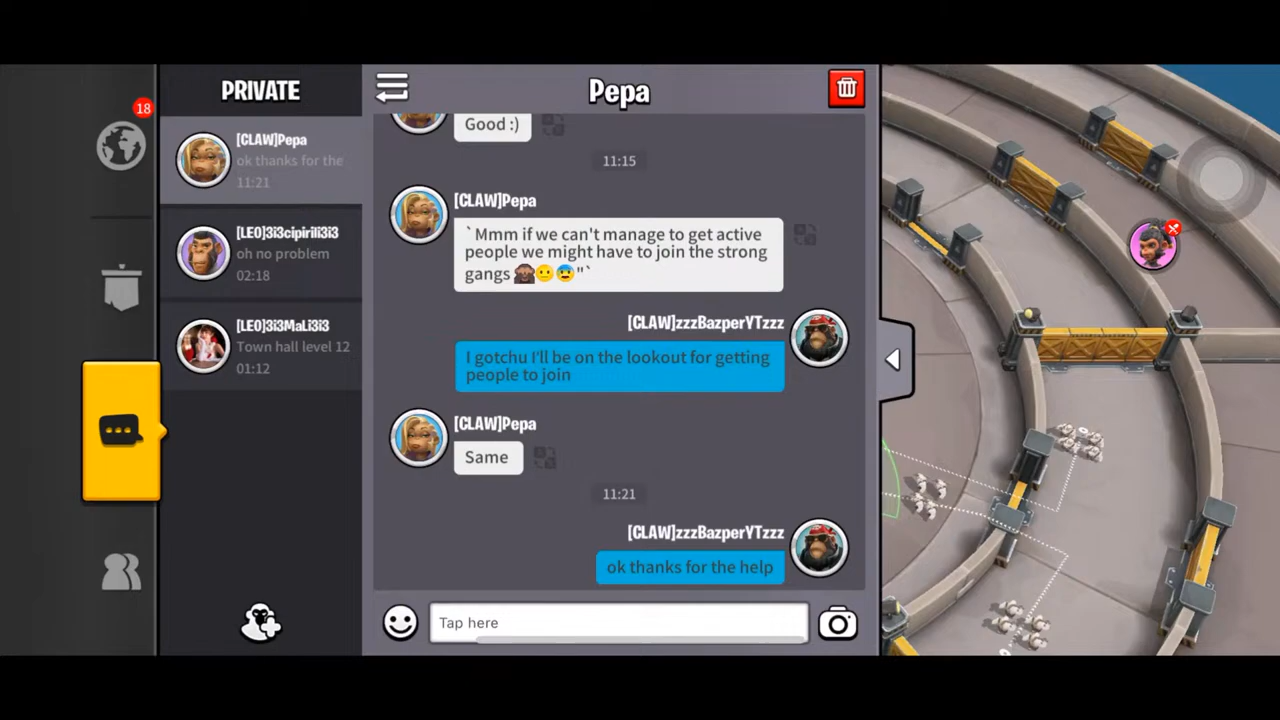 18
PRIVATE
[CLAW]Pepa
ok thanks for the
11:21
[LEO]3i3cipirili3i3
oh no problem
02:18
[LEO]3i3MaLi3i3
Town hall level 12
01:12
Pepa
Good :)
11:15
[CLAW]Pepa
`Mmm if we can't manage to get active
people we might have to join the strong
gangs 🙈😐😰"`
[CLAW]zzzBazperYTzzz
I gotchu I'll be on the lookout for getting
people to join
[CLAW]Pepa
Same
11:21
[CLAW]zzzBazperYTzzz
ok thanks for the help
Tap here